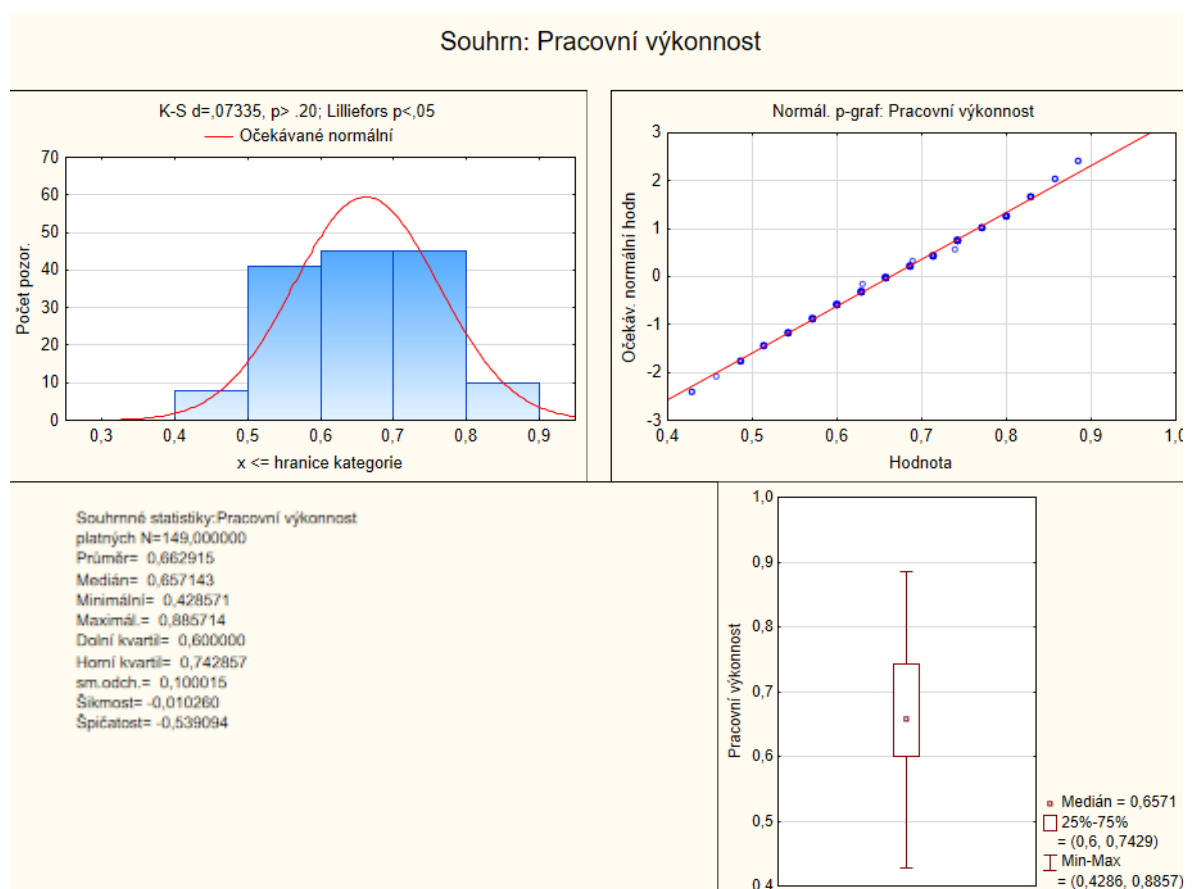 Souhrn: Pracovní výkonnost
K-S d=,07335, p> .20; Lilliefors p<,05
Očekávané normální
70
60
50
40
30
20
10
0
Počet pozor.
0,3 0,4 0,5 0,6 0,7 0,8 0,9
x <= hranice kategorie
Normál. p-graf: Pracovní výkonnost
3
2
1
0
-1
-2
-3
Očekáv. normální hodn
0,4 0,5 0,6 0,7 0,8 0,9 1,0
Hodnota
Souhrnné statistiky:Pracovní výkonnost
platných N=149,000000
Průměr= 0,662915
Medián= 0,657143
Minimální= 0,428571
Maximál.= 0,885714
Dolní kvartil= 0,600000
Horní kvartil= 0,742857
sm.odch.= 0,100015
Šikmost= -0,010260
Špičatost= -0,539094
1,0
0,9
0,8
0,7
0,6
0,5
0,4
Pracovní výkonnost
Medián = 0,6571
25%-75%
= (0,6, 0,7429)
Min-Max
= (0,4286, 0,8857)